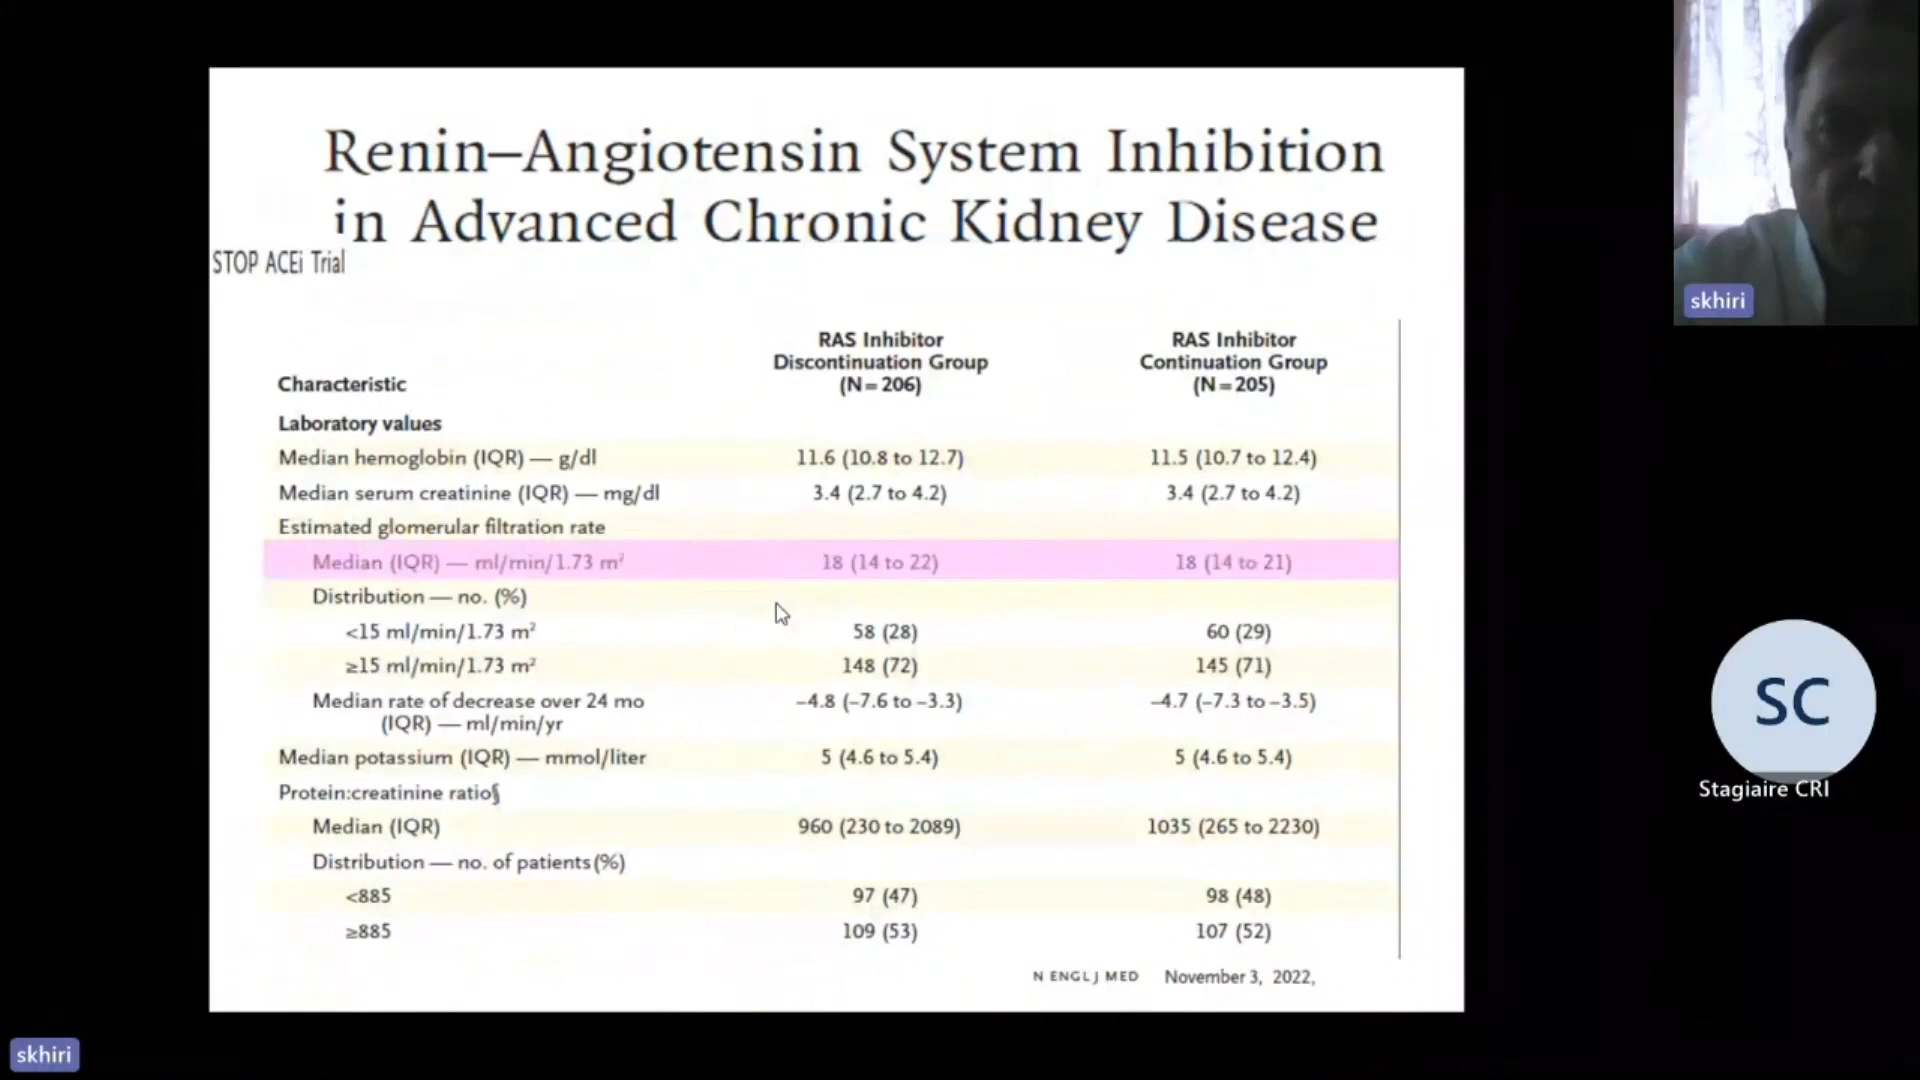 Renin–Angiotensin System Inhibition
in Advanced Chronic Kidney Disease
STOP ACEi Trial
skhiri
Characteristic
RAS Inhibitor
Discontinuation Group
(N=206)
RAS Inhibitor
Continuation Group
(N=205)
Laboratory values
Median hemoglobin (IQR) — g/dl 11.6 (10.8 to 12.7) 11.5 (10.7 to 12.4)
Median serum creatinine (IQR) — mg/dl 3.4 (2.7 to 4.2) 3.4 (2.7 to 4.2)
Estimated glomerular filtration rate
Median (IQR) — ml/min/1.73 m² 18 (14 to 22) 18 (14 to 21)
Distribution — no. (%)
<15 ml/min/1.73 m² 58 (28) 60 (29)
≥15 ml/min/1.73 m² 148 (72) 145 (71)
Median rate of decrease over 24 mo –4.8 (–7.6 to –3.3) –4.7 (–7.3 to –3.5)
(IQR) — ml/min/yr
Median potassium (IQR) — mmol/liter 5 (4.6 to 5.4) 5 (4.6 to 5.4)
Protein:creatinine ratio§
Median (IQR) 960 (230 to 2089) 1035 (265 to 2230)
Distribution — no. of patients (%)
<885 97 (47) 98 (48)
≥885 109 (53) 107 (52)
N ENGL J MED November 3, 2022,
SC
Stagiaire CRI
skhiri